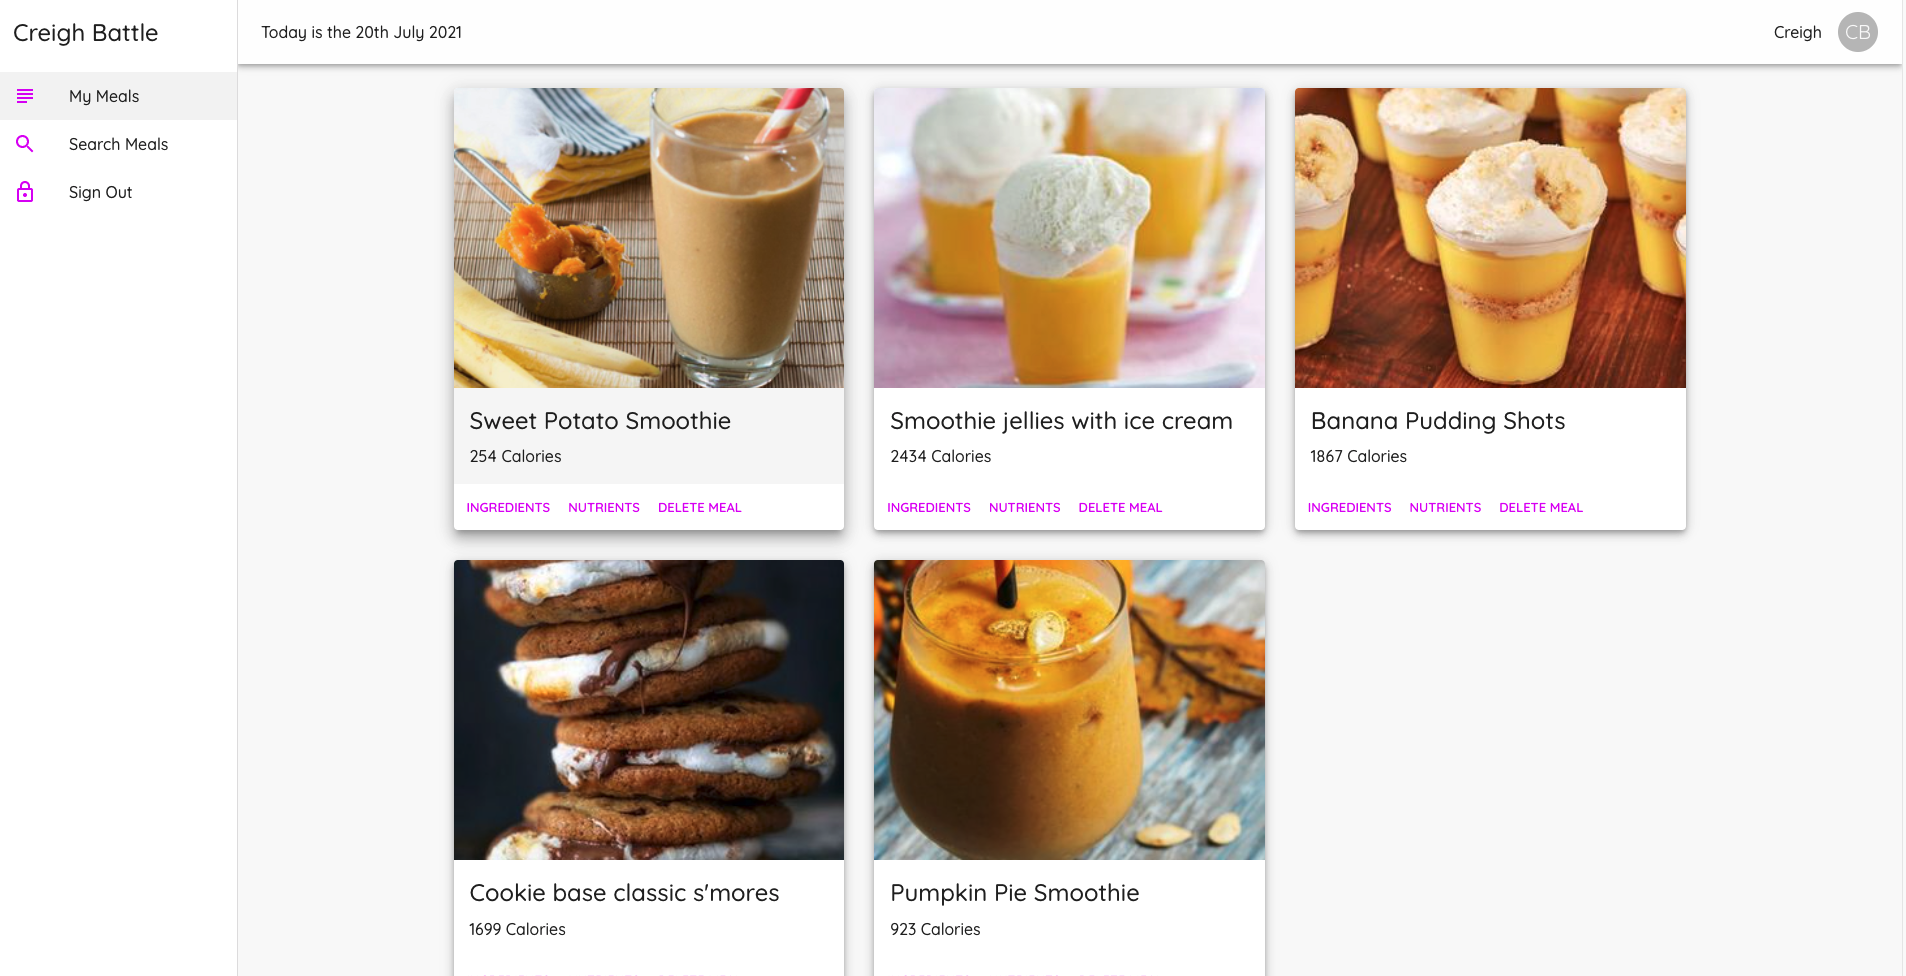 Creigh Battle
My Meals
Search Meals
Sign Out
Today is the 20th July 2021
Creigh CB
Sweet Potato Smoothie
254 Calories
INGREDIENTS NUTRIENTS DELETE MEAL
Smoothie jellies with ice cream
2434 Calories
INGREDIENTS NUTRIENTS DELETE MEAL
Banana Pudding Shots
1867 Calories
INGREDIENTS NUTRIENTS DELETE MEAL
Cookie base classic s'mores
1699 Calories
Pumpkin Pie Smoothie
923 Calories